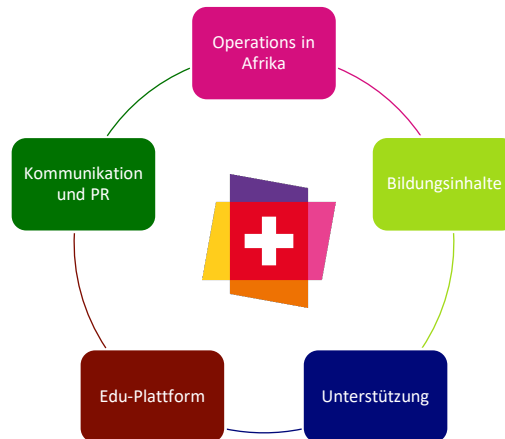 Operations in
Afrika
Kommunikation
und PR
Bildungsinhalte
Edu-Plattform
Unterstützung